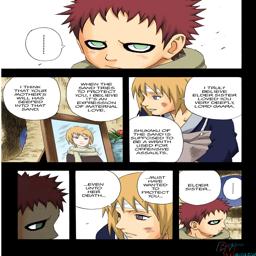 I TRULY
BELIEVE
ELDER SISTER
LOVED YOU
VERY DEEPLY,
LORD GAARA.
SHUKAKU
OF THE SAND
IS SUPPOSED
TO BE A WRAITH
USED FOR
OFFENSIVE
ASSAULTS.
WHEN THE
SAND TRIES
TO PROTECT
YOU, I BELIEVE
IT'S AN
EXPRESSION
OF MATERNAL
LOVE.
I THINK
THAT YOUR
MOTHER'S
WILL HAS
SEEPED INTO
THAT
SAND.
ELDER
SISTER...
...MUST
HAVE
WANTED TO
PROTECT
YOU...
...EVEN
UNTO
HER
DEATH...